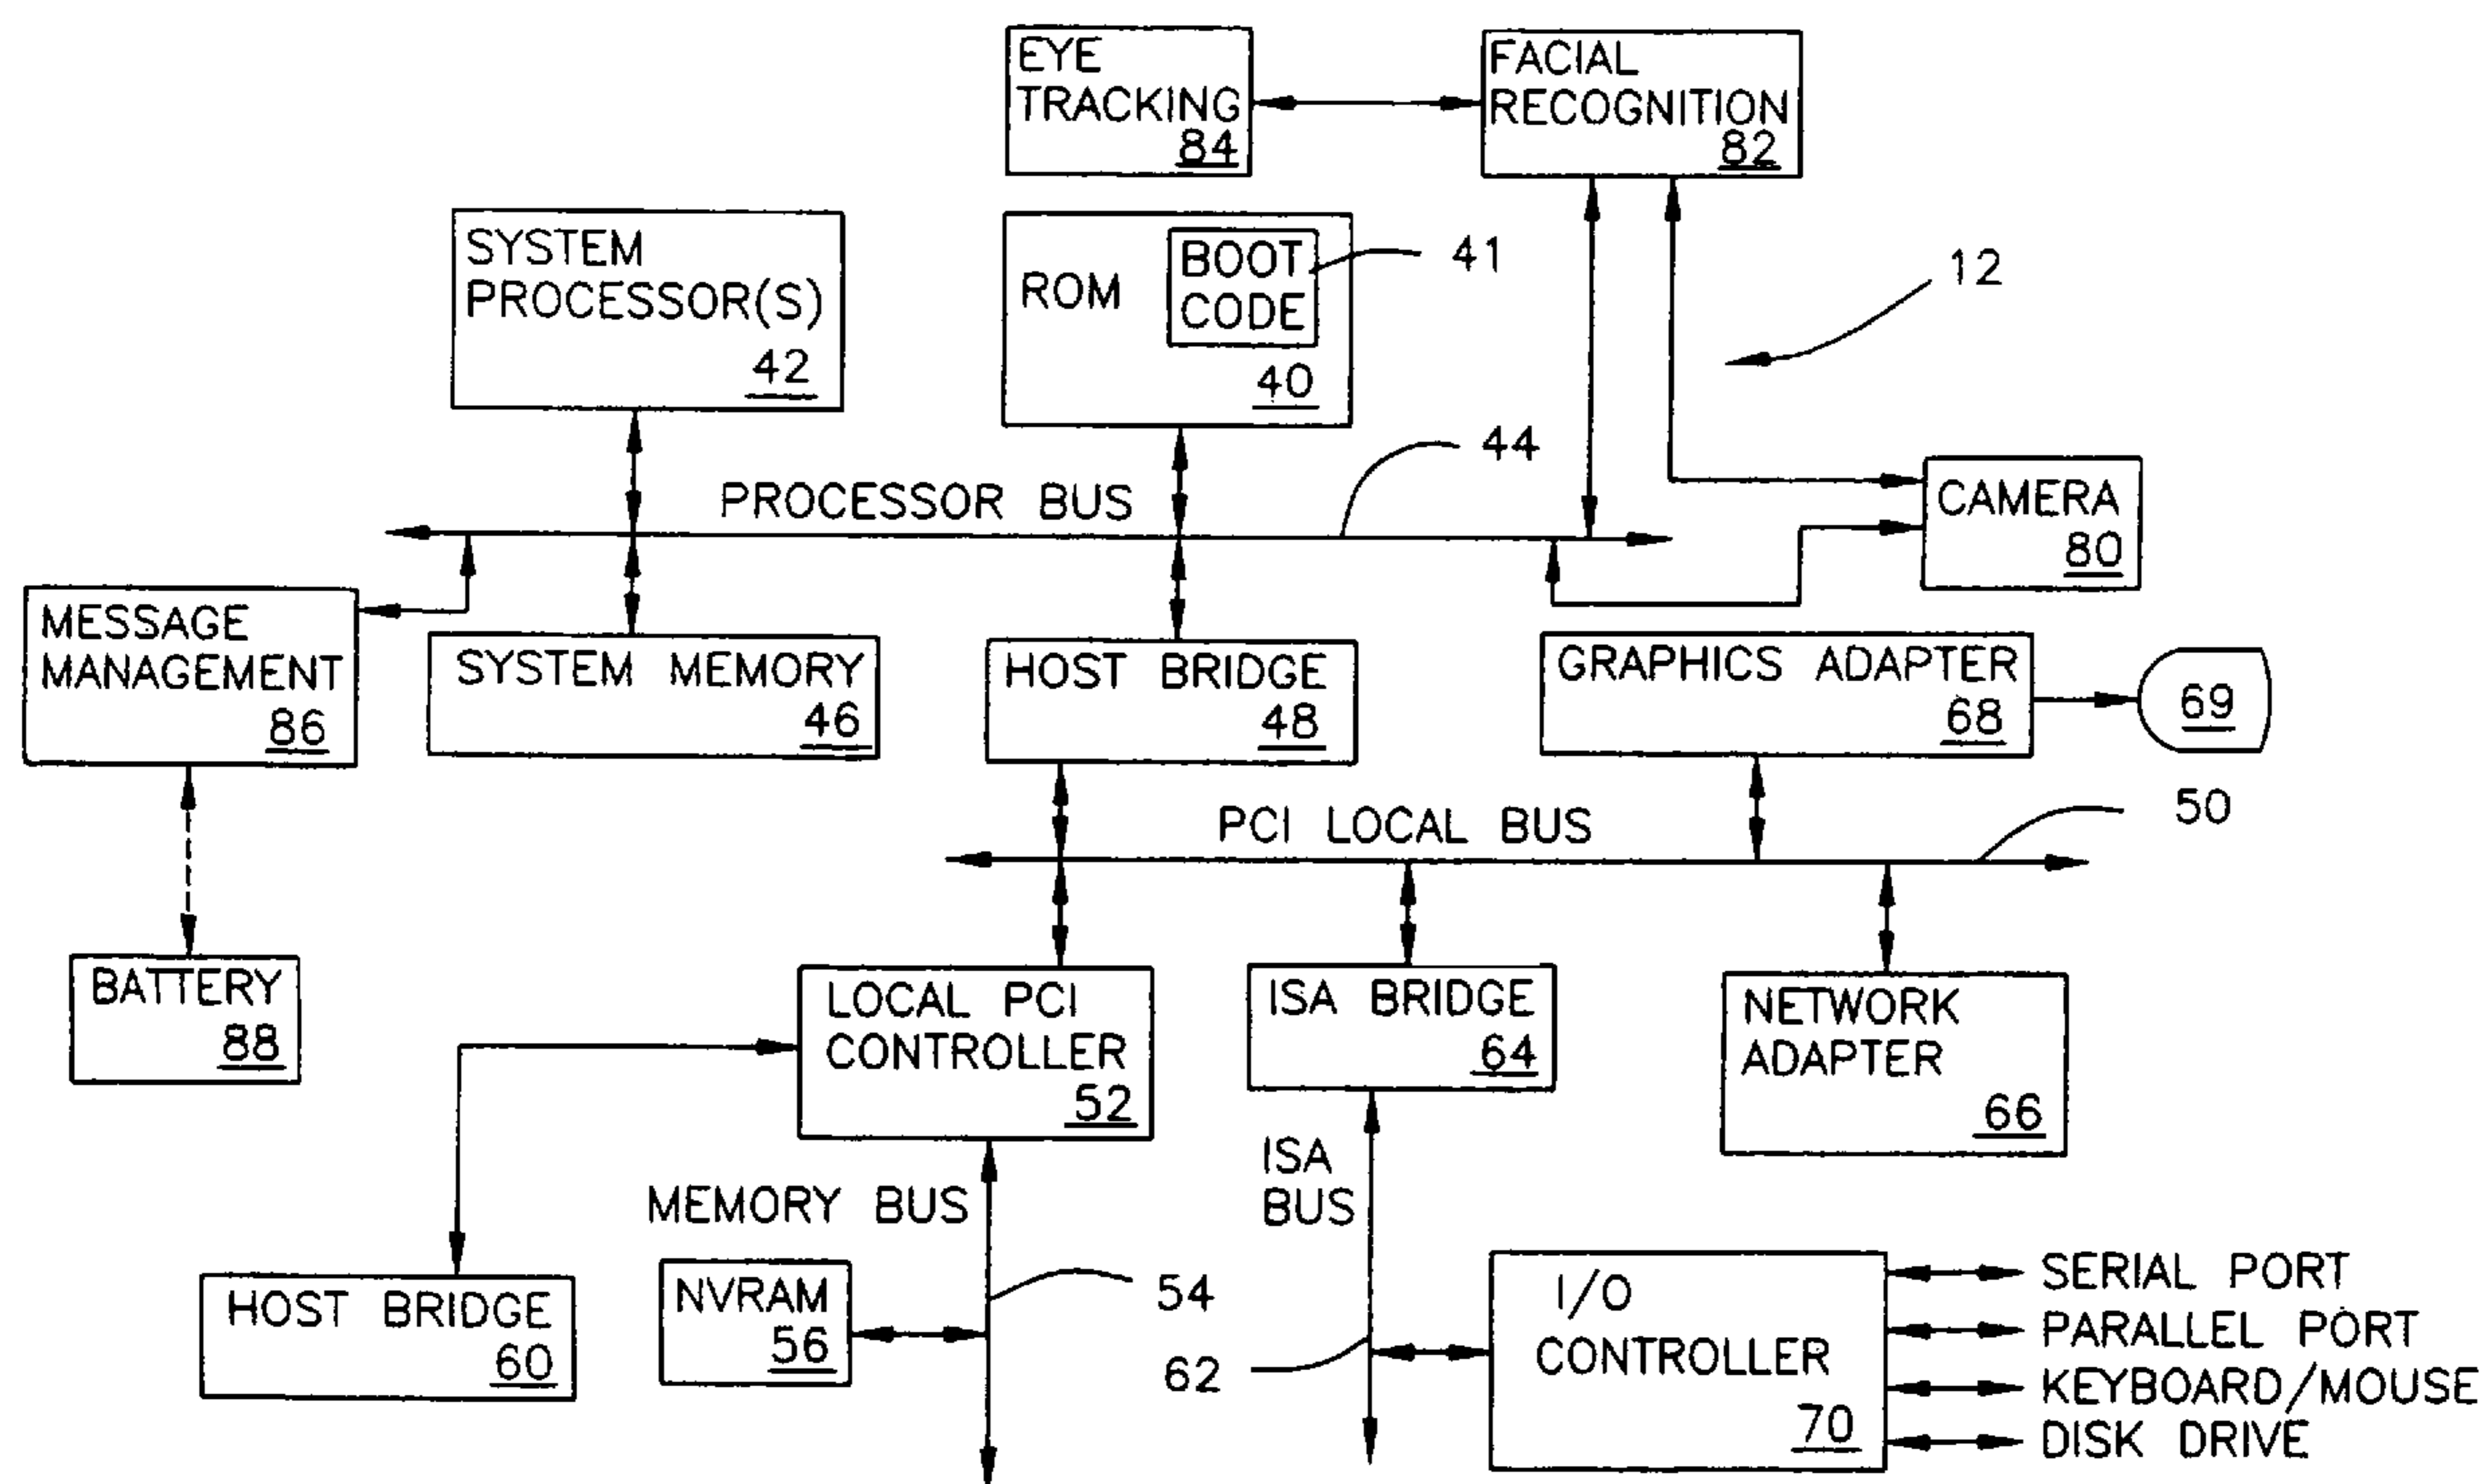 EYE
TRACKING
84
FACIAL
RECOGNITION
82
SYSTEM
PROCESSOR(S)
42
ROM
BOOT
CODE
40
41
12
44
PROCESSOR BUS
CAMERA
80
MESSAGE
MANAGEMENT
86
SYSTEM MEMORY
46
HOST BRIDGE
48
GRAPHICS ADAPTER
68
69
PCI LOCAL BUS
50
BATTERY
88
LOCAL PCI
CONTROLLER
52
ISA BRIDGE
64
NETWORK
ADAPTER
66
MEMORY BUS
ISA
BUS
HOST BRIDGE
60
NVRAM
56
54
62
I/O
CONTROLLER
70
SERIAL PORT
PARALLEL PORT
KEYBOARD/MOUSE
DISK DRIVE